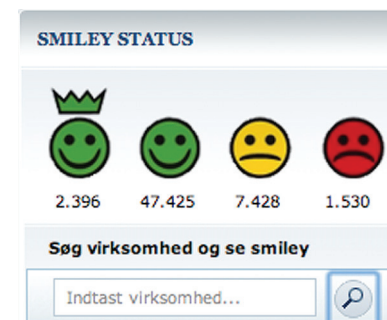 SMILEY STATUS
2.396 47.425 7.428 1.530
Søg virksomhed og se smiley
Indtast virksomhed...